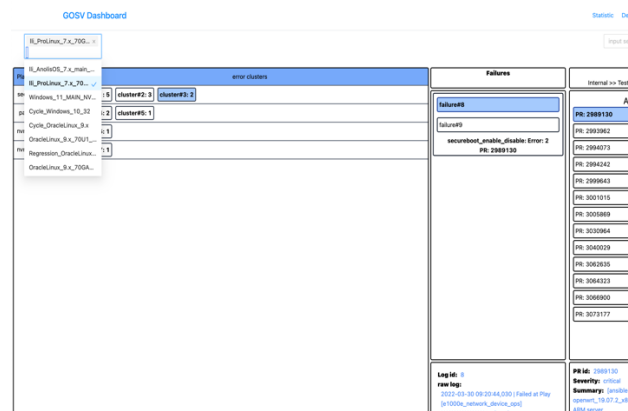 GOSV Dashboard
Statistic
lli_ProLinux_7.x_70G... ×
lli_AnolisOS_7.x_main_...
lli_ProLinux_7.x_70...
Windows_11_MAIN_NV...
Cycle_Windows_10_32
Cycle_OracleLinux_9.x
OracleLinux_9.x_70U1_...
Regression_OracleLinux...
OracleLinux_9.x_70GA...
error clusters
: 5
cluster#2: 3
cluster#3: 2
: 2
cluster#5: 1
: 1
: 1
Failures
failure#8
failure#9
secureboot_enable_disable: Error: 2
PR: 2989130
Internal >> Test
PR: 2989130
PR: 2993962
PR: 2994073
PR: 2994242
PR: 2999643
PR: 3001015
PR: 3005869
PR: 3030964
PR: 3040029
PR: 3062635
PR: 3064323
PR: 3066900
PR: 3073177
Log id: 8
raw log:
2022-03-30 09:20:44,030 | Failed at Play
[e1000e_network_device_ops]
PR id: 2989130
Severity: critical
Summary: [ansible
openwrt_19.07.2_x8
ARM server